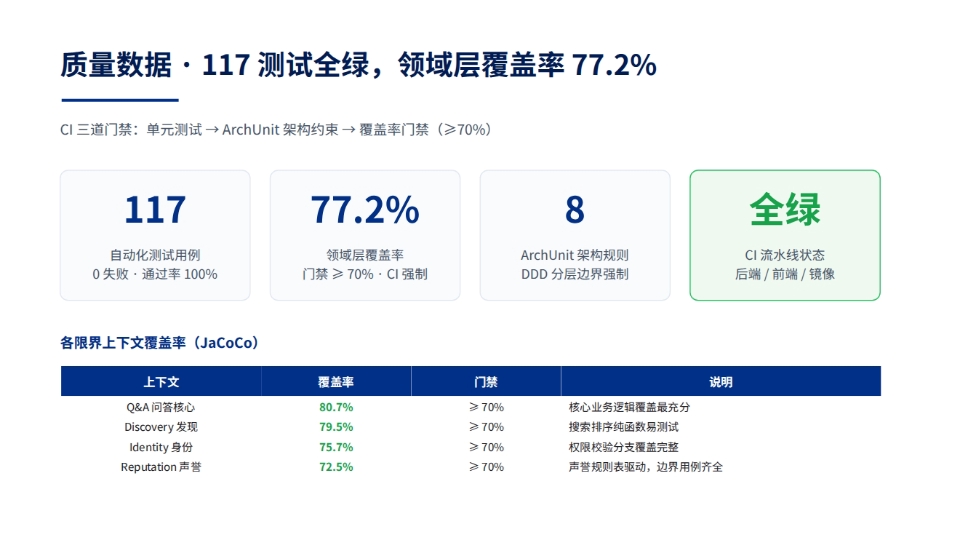 质量数据 · 117 测试全绿，领域层覆盖率 77.2%
CI 三道门禁：单元测试 → ArchUnit 架构约束 → 覆盖率门禁（≥70%）
117
自动化测试用例
0 失败 · 通过率 100%
77.2%
领域层覆盖率
门禁 ≥ 70% · CI 强制
8
ArchUnit 架构规则
DDD 分层边界强制
全绿
CI 流水线状态
后端 / 前端 / 镜像
各限界上下文覆盖率（JaCoCo）
上下文 覆盖率 门禁 说明
Q&A 问答核心 80.7% ≥ 70% 核心业务逻辑覆盖最充分
Discovery 发现 79.5% ≥ 70% 搜索排序纯函数易测试
Identity 身份 75.7% ≥ 70% 权限校验分支覆盖完整
Reputation 声誉 72.5% ≥ 70% 声誉规则表驱动，边界用例齐全